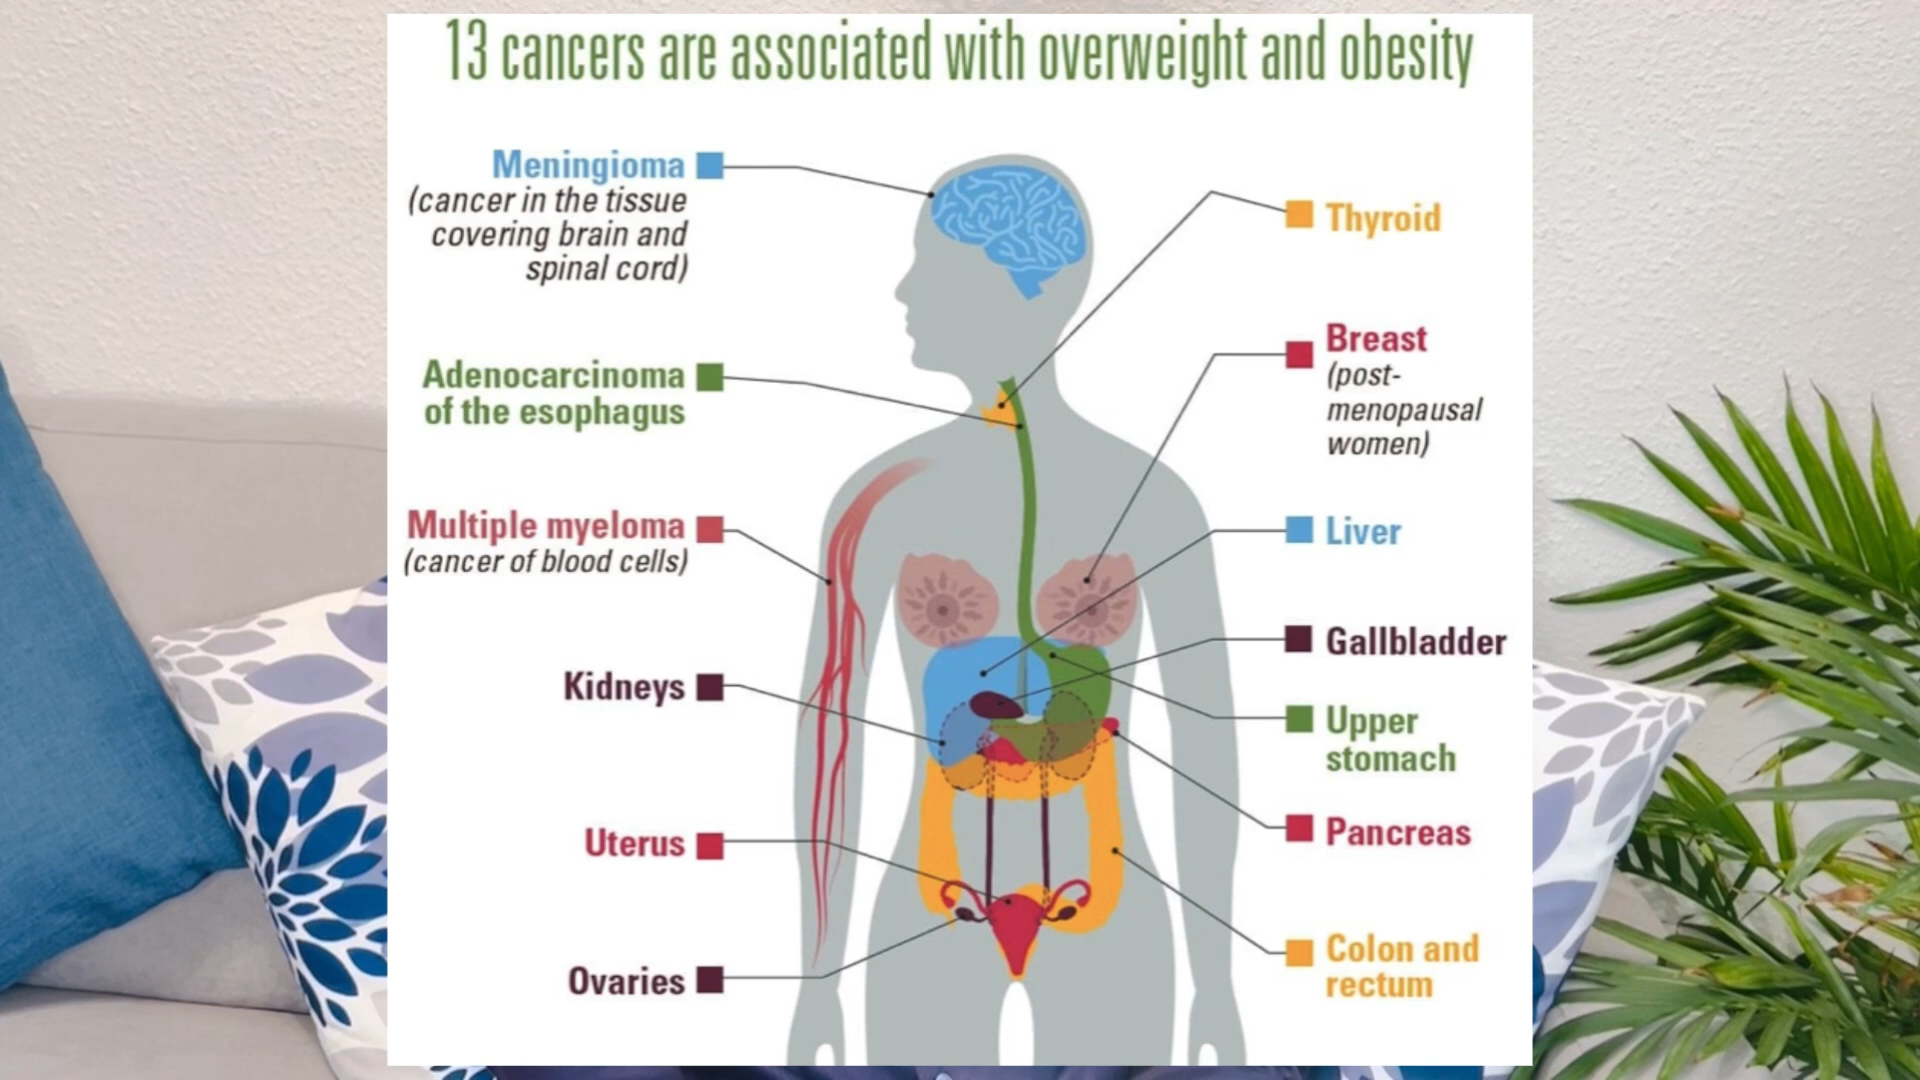 13 cancers are associated with overweight and obesity
Meningioma
(cancer in the tissue
covering brain and
spinal cord)
Adenocarcinoma
of the esophagus
Multiple myeloma
(cancer of blood cells)
Kidneys
Uterus
Ovaries
Thyroid
Breast
(post-
menopausal
women)
Liver
Gallbladder
Upper
stomach
Pancreas
Colon and
rectum